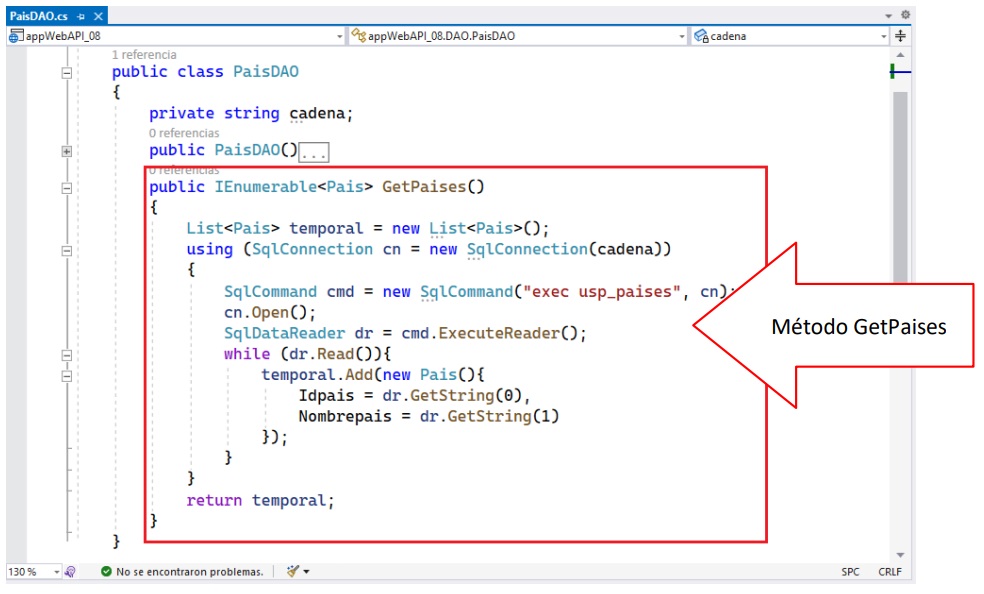 PaisDAO.cs
appWebAPI_08 appWebAPI_08.DAO.PaisDAO cadena
1 referencia
public class PaisDAO
{
private string cadena;
0 referencias
public PaisDAO()...
0 referencias
public IEnumerable<Pais> GetPaises()
{
List<Pais> temporal = new List<Pais>();
using (SqlConnection cn = new SqlConnection(cadena))
{
SqlCommand cmd = new SqlCommand("exec usp_paises", cn);
cn.Open();
SqlDataReader dr = cmd.ExecuteReader();
while (dr.Read()){
temporal.Add(new Pais(){
Idpais = dr.GetString(0),
Nombrepais = dr.GetString(1)
});
}
}
return temporal;
}
}
Método GetPaises
130 % No se encontraron problemas. SPC CRLF